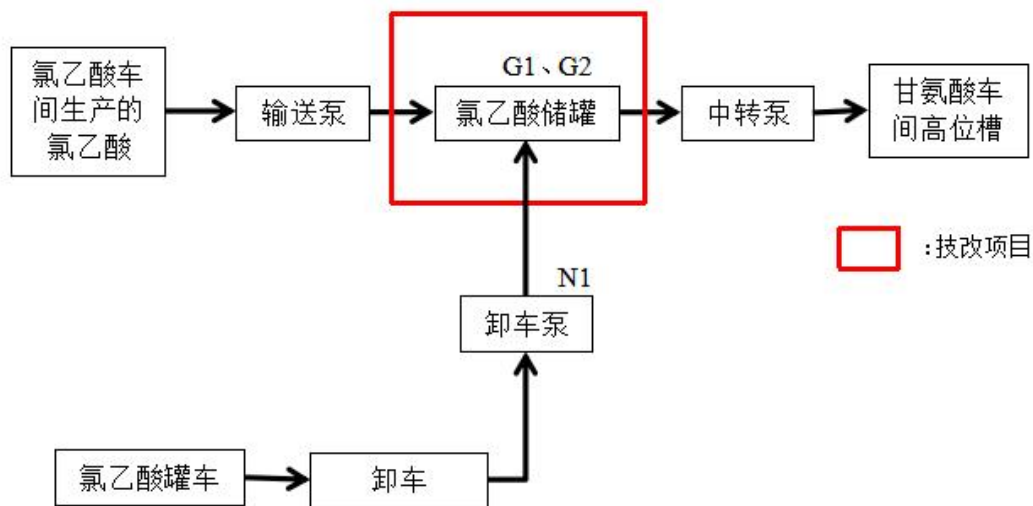 G1、G2
氯乙酸车
间生产的
氯乙酸
输送泵
氯乙酸储罐
中转泵
甘氨酸车
间高位槽
:技改项目
N1
卸车泵
氯乙酸罐车
卸车